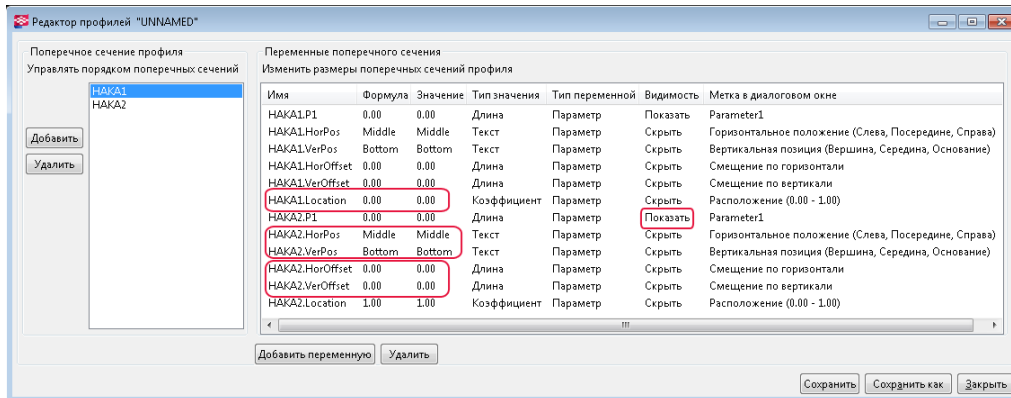 Редактор профилей "UNNAMED"
Поперечное сечение профиля
Управлять порядком поперечных сечений
HAKA1
HAKA2
Добавить
Удалить
Переменные поперечного сечения
Изменить размеры поперечных сечений профиля
Имя Формула Значение Тип значения Тип переменной Видимость Метка в диалоговом окне
HAKA1.P1 0.00 0.00 Длина Параметр Показать Parameter1
HAKA1.HorPos Middle Middle Текст Параметр Скрыть Горизонтальное положение (Слева, Посередине, Справа)
HAKA1.VerPos Bottom Bottom Текст Параметр Скрыть Вертикальная позиция (Вершина, Середина, Основание)
HAKA1.HorOffset 0.00 0.00 Длина Параметр Скрыть Смещение по горизонтали
HAKA1.VerOffset 0.00 0.00 Длина Параметр Скрыть Смещение по вертикали
HAKA1.Location 0.00 0.00 Коэффициент Параметр Скрыть Расположение (0.00 - 1.00)
HAKA2.P1 0.00 0.00 Длина Параметр Показать Parameter1
HAKA2.HorPos Middle Middle Текст Параметр Скрыть Горизонтальное положение (Слева, Посередине, Справа)
HAKA2.VerPos Bottom Bottom Текст Параметр Скрыть Вертикальная позиция (Вершина, Середина, Основание)
HAKA2.HorOffset 0.00 0.00 Длина Параметр Скрыть Смещение по горизонтали
HAKA2.VerOffset 0.00 0.00 Длина Параметр Скрыть Смещение по вертикали
HAKA2.Location 1.00 1.00 Коэффициент Параметр Скрыть Расположение (0.00 - 1.00)
Добавить переменную Удалить
Сохранить Сохранить как Закрыть